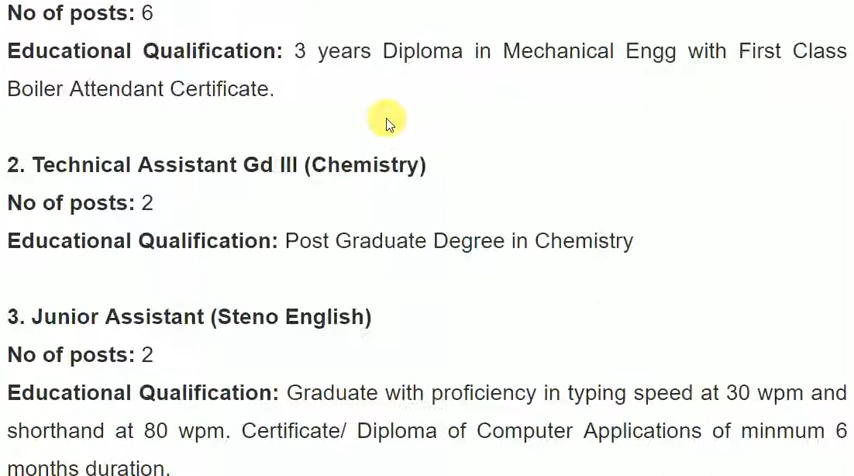 No of posts: 6
Educational Qualification: 3 years Diploma in Mechanical Engg with First Class
Boiler Attendant Certificate.
2. Technical Assistant Gd III (Chemistry)
No of posts: 2
Educational Qualification: Post Graduate Degree in Chemistry
3. Junior Assistant (Steno English)
No of posts: 2
Educational Qualification: Graduate with proficiency in typing speed at 30 wpm and
shorthand at 80 wpm. Certificate/ Diploma of Computer Applications of minmum 6
months duration.